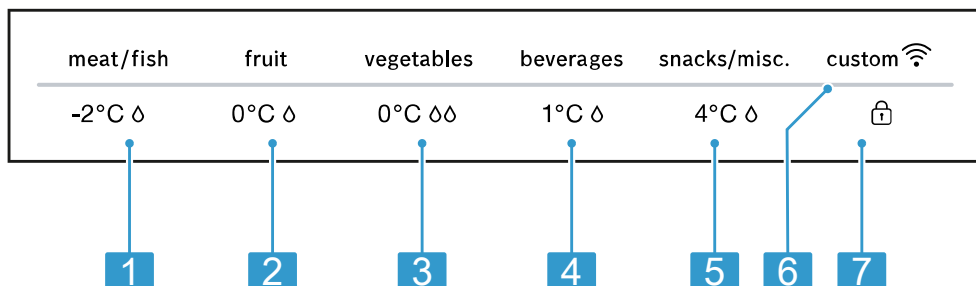 meat/fish fruit vegetables beverages snacks/misc. custom
-2°C 0°C 0°C 1°C 4°C
1 2 3 4 5 6 7